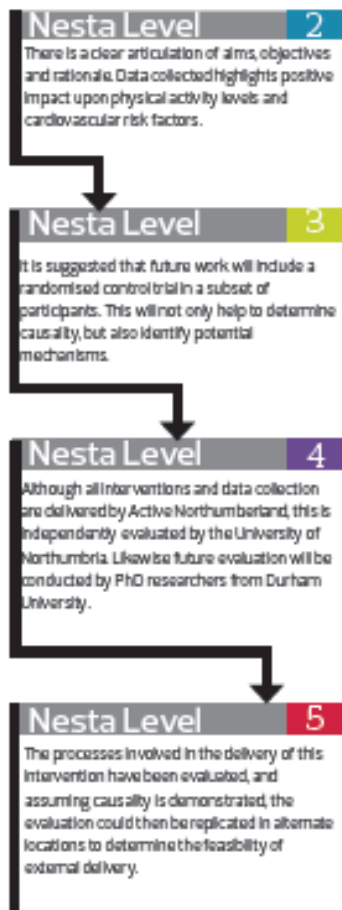 Nesta Level 2
There is a clear articulation of aims, objectives
and rationale. Data collected highlights positive
impact upon physical activity levels and
cardiovascular risk factors.
Nesta Level 3
It is suggested that future work will include a
randomised control trial in a subset of
participants. This will not only help to determine
causality, but also identify potential
mechanisms.
Nesta Level 4
Although all interventions and data collection
are delivered by Active Northumberland, this is
independently evaluated by the University of
Northumbria. Likewise future evaluation will be
conducted by PhD researchers from Durham
University.
Nesta Level 5
The processes involved in the delivery of this
intervention have been evaluated, and
assuming causality is demonstrated, the
evaluation could then be replicated in alternate
locations to determine the feasibility of
external delivery.